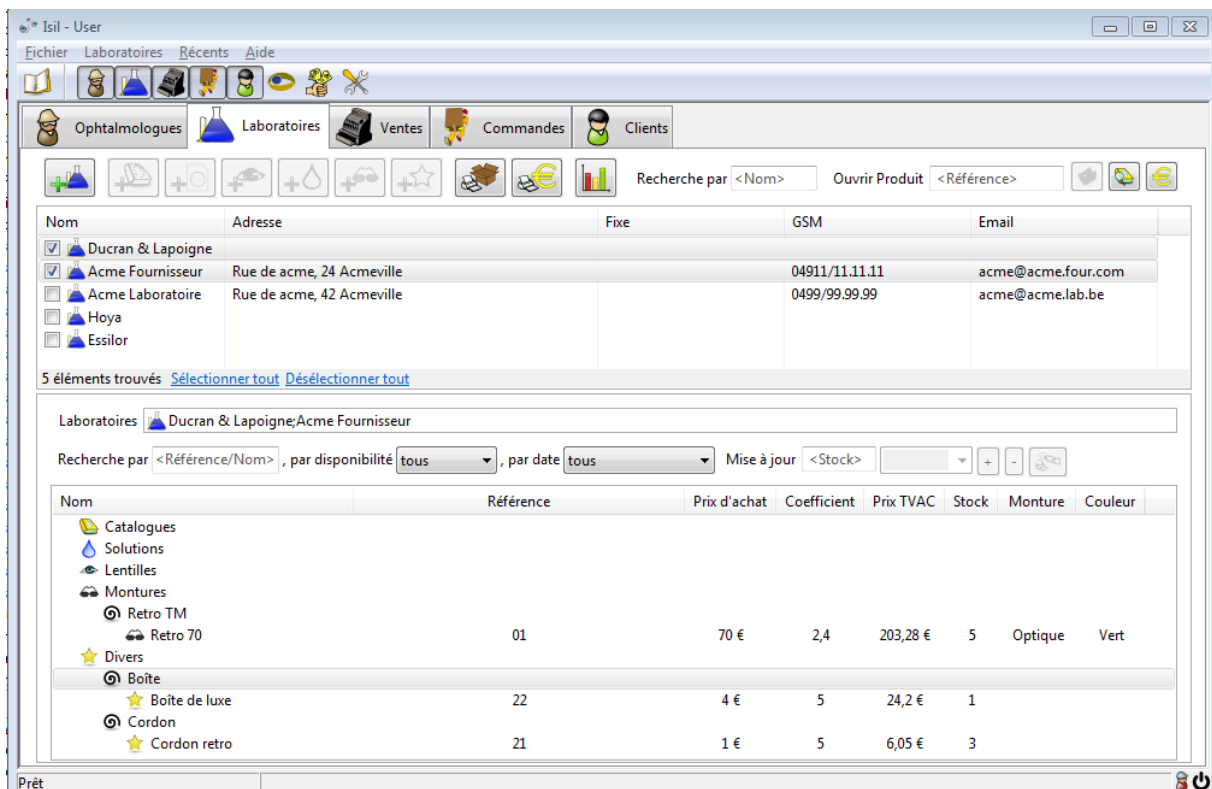 Isil - User
Fichier Laboratoires Récents Aide
Ophtalmologues Laboratoires Ventes Commandes Clients
Recherche par <Nom> Ouvrir Produit <Référence>
Nom Adresse Fixe GSM Email
Ducran & Lapoigne
Acme Fournisseur Rue de acme, 24 Acmeville 04911/11.11.11 acme@acme.four.com
Acme Laboratoire Rue de acme, 42 Acmeville 0499/99.99.99 acme@acme.lab.be
Hoya
Essilor
5 éléments trouvés Sélectionner tout Désélectionner tout
Laboratoires Ducran & Lapoigne;Acme Fournisseur
Recherche par <Référence/Nom> , par disponibilité tous , par date tous Mise à jour <Stock> + -
Nom Référence Prix d'achat Coefficient Prix TVAC Stock Monture Couleur
Catalogues
Solutions
Lentilles
Montures
Retro TM
Retro 70 01 70 € 2,4 203,28 € 5 Optique Vert
Divers
Boîte
Boîte de luxe 22 4 € 5 24,2 € 1
Cordon
Cordon retro 21 1 € 5 6,05 € 3
Prêt